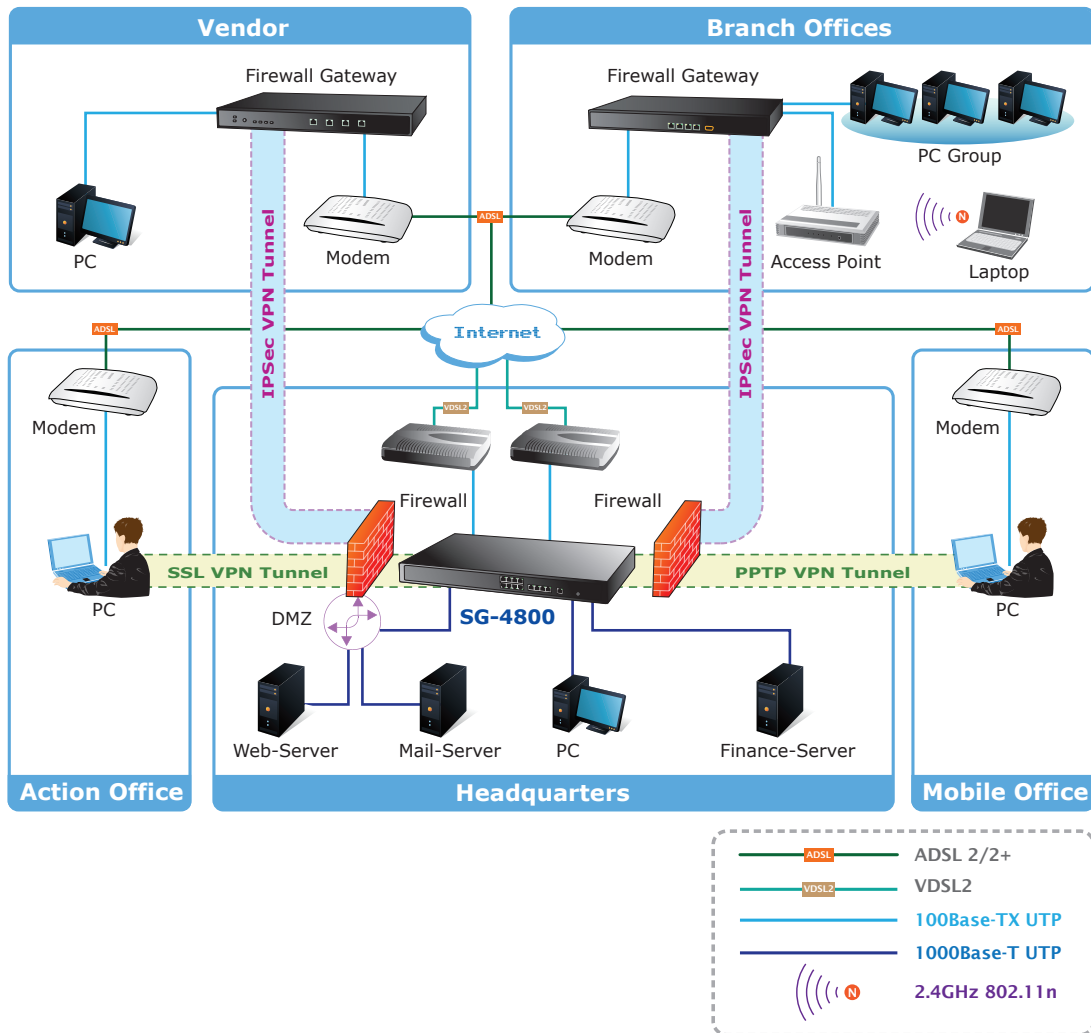 Vendor
Branch Offices
Firewall Gateway
Firewall Gateway
PC Group
PC
Modem
ADSL
Modem
Access Point
N
Laptop
IPSec VPN Tunnel
IPSec VPN Tunnel
ADSL
Internet
ADSL
Modem
VDSL2
VDSL2
Modem
Firewall
Firewall
SSL VPN Tunnel
PPTP VPN Tunnel
PC
DMZ
SG-4800
PC
Web-Server
Mail-Server
PC
Finance-Server
Action Office
Headquarters
Mobile Office
ADSL
ADSL 2/2+
VDSL2
VDSL2
100Base-TX UTP
1000Base-T UTP
N
2.4GHz 802.11n